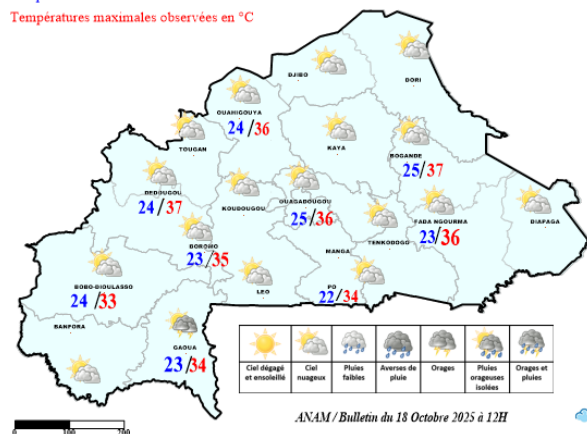 Températures maximales observées en °C
DJIBO
DORI
OUAHIGOUYA
24 / 36
TOUGAN
KAYA
BOGANDE
25 / 37
DEDOUGOU
24 / 37
KOUDOUGOU
OUAGADOUGOU
25 / 36
FADA NGOURMA
23 / 36
DIAPAGA
BOROMO
23 / 35
MANGA
TENKODOGO
BOBO-DIOULASSO
24 / 33
LEO
PO
22 / 34
BANFORA
GAOUA
23 / 34
Ciel dégagé et ensoleillé
Ciel nuageux
Pluies faibles
Averses de pluie
Orages
Pluies orageuses isolées
Orages et pluies
ANAM / Bulletin du 18 Octobre 2025 à 12H
0 100 200